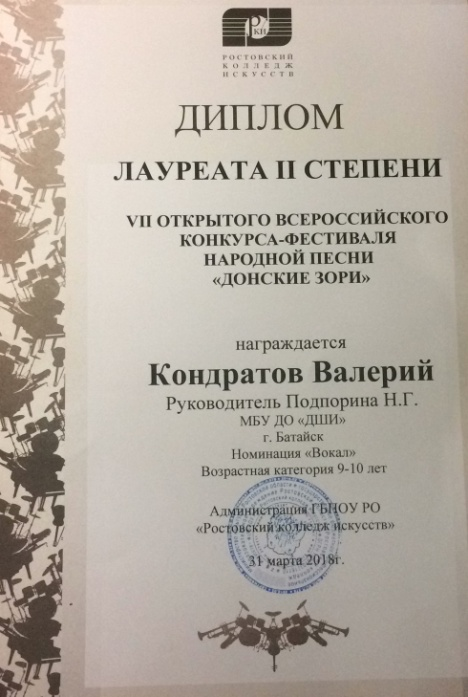 РКИ
РОСТОВСКИЙ
КОЛЛЕДЖ
ИСКУССТВ
ДИПЛОМ
ЛАУРЕАТА II СТЕПЕНИ
VII ОТКРЫТОГО ВСЕРОССИЙСКОГО
КОНКУРСА-ФЕСТИВАЛЯ
НАРОДНОЙ ПЕСНИ
«ДОНСКИЕ ЗОРИ»
награждается
Кондратов Валерий
Руководитель Подпорина Н.Г.
МБУ ДО «ДШИ»
г. Батайск
Номинация «Вокал»
Возрастная категория 9-10 лет
Администрация ГБПОУ РО
«Ростовский колледж искусств»
31 марта 2018г.